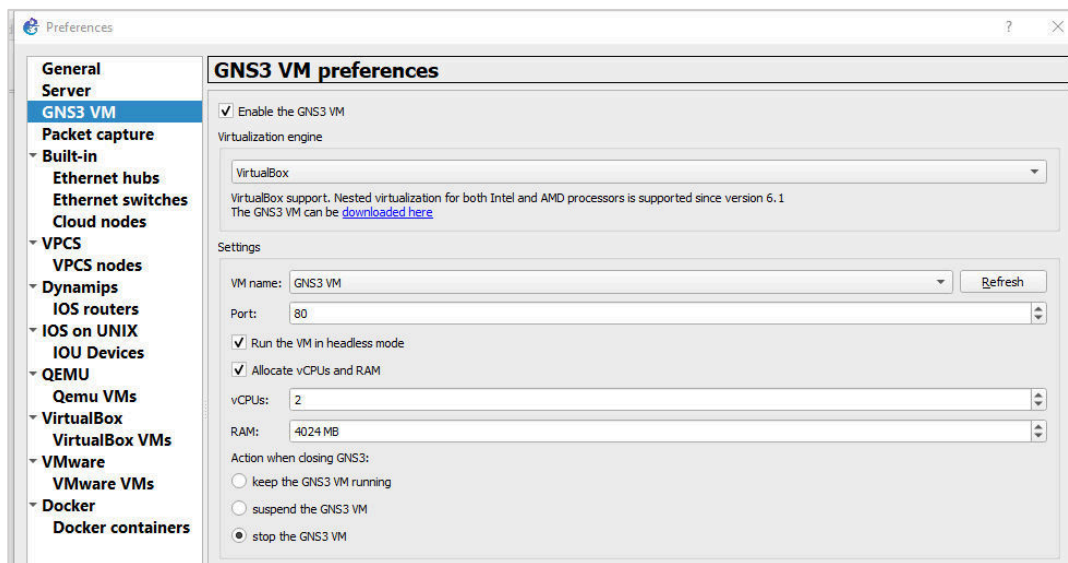 Preferences
?
General
Server
GNS3 VM
Packet capture
Built-in
Ethernet hubs
Ethernet switches
Cloud nodes
VPCS
VPCS nodes
Dynamips
IOS routers
IOS on UNIX
IOU Devices
QEMU
Qemu VMs
VirtualBox
VirtualBox VMs
VMware
VMware VMs
Docker
Docker containers
GNS3 VM preferences
Enable the GNS3 VM
Virtualization engine
VirtualBox
VirtualBox support. Nested virtualization for both Intel and AMD processors is supported since version 6.1
The GNS3 VM can be downloaded here
Settings
VM name: GNS3 VM Refresh
Port: 80
Run the VM in headless mode
Allocate vCPUs and RAM
vCPUs: 2
RAM: 4024 MB
Action when closing GNS3:
keep the GNS3 VM running
suspend the GNS3 VM
stop the GNS3 VM